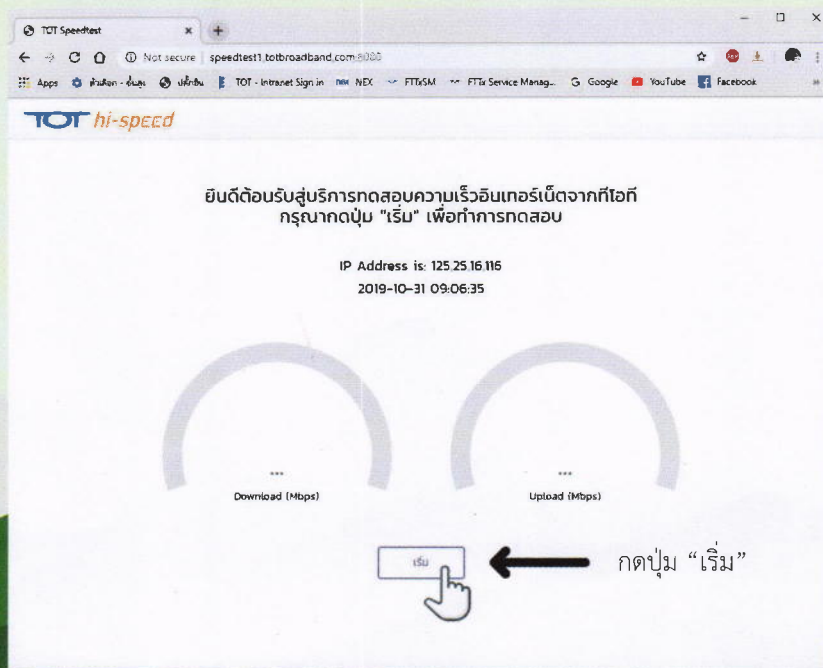 TOT Speedtest
Not secure | speedtest1.totbroadband.com:8080
Apps
TOT - Intranet Sign in
NEX
FTTxSM
FTTx Service Manag...
Google
YouTube
Facebook
TOT hi-speed
ยินดีต้อนรับสู่บริการทดสอบความเร็วอินเทอร์เน็ตจากทีโอที
กรุณากดปุ่ม "เริ่ม" เพื่อทำการทดสอบ
IP Address is: 125.25.16.116
2019-10-31 09:06:35
...
Download (Mbps)
...
Upload (Mbps)
เริ่ม
กดปุ่ม “เริ่ม”